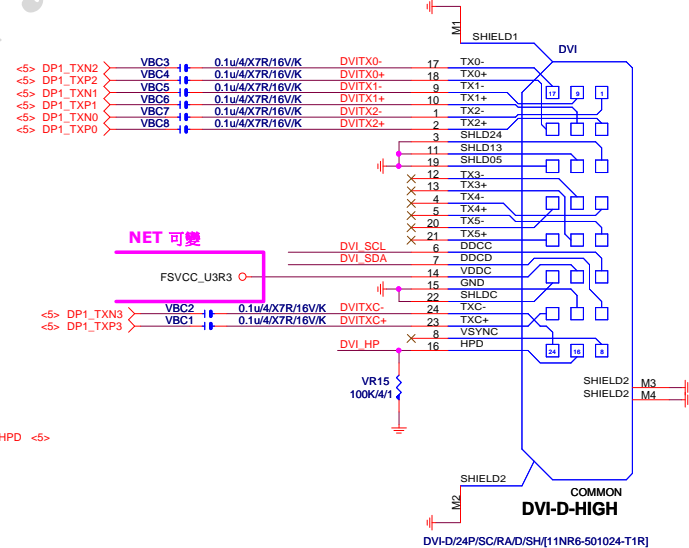 M1
SHIELD1
DVI
<5> DP1_TXN2 VBC3 0.1u/4/X7R/16V/K DVITX0- 17 TX0-
<5> DP1_TXP2 VBC4 0.1u/4/X7R/16V/K DVITX0+ 18 TX0+
<5> DP1_TXN1 VBC5 0.1u/4/X7R/16V/K DVITX1- 9 TX1-
<5> DP1_TXP1 VBC6 0.1u/4/X7R/16V/K DVITX1+ 10 TX1+
<5> DP1_TXN0 VBC7 0.1u/4/X7R/16V/K DVITX2- 1 TX2-
<5> DP1_TXP0 VBC8 0.1u/4/X7R/16V/K DVITX2+ 2 TX2+
17 9 1
3 SHLD24
11 SHLD13
19 SHLD05
12 TX3-
13 TX3+
4 TX4-
5 TX4+
20 TX5-
21 TX5+
NET 可變
DVI_SCL 6 DDCC
DVI_SDA 7 DDCD
FSVCC_U3R3 14 VDDC
15 GND
22 SHLDC
<5> DP1_TXN3 VBC2 0.1u/4/X7R/16V/K DVITXC- 24 TXC-
<5> DP1_TXP3 VBC1 0.1u/4/X7R/16V/K DVITXC+ 23 TXC+
8 VSYNC
DVI_HP 16 HPD
24 16 8
VR15
100K/4/1
SHIELD2 M3
SHIELD2 M4
HPD <5>
SHIELD2
M2
COMMON
DVI-D-HIGH
DVI-D/24P/SC/RA/D/SH/[11NR6-501024-T1R]